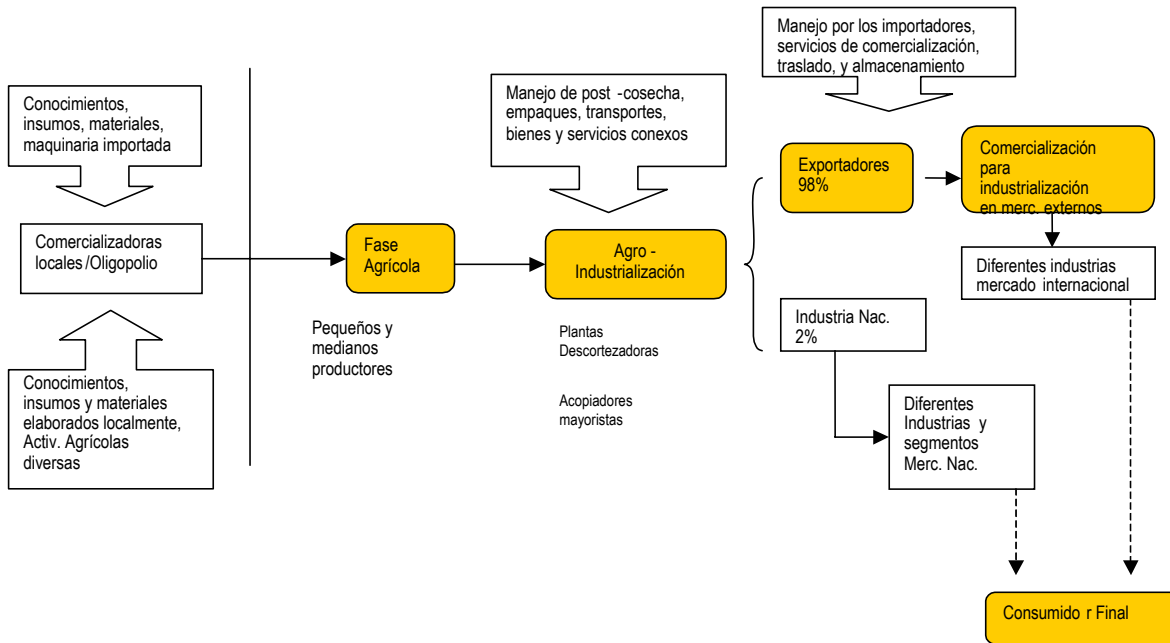 Manejo por los importadores,
servicios de comercialización,
traslado, y almacenamiento
Conocimientos,
insumos, materiales,
maquinaria importada
Manejo de post -cosecha,
empaques, transportes,
bienes y servicios conexos
Exportadores
98%
Comercialización
para
industrialización
en merc. externos
Comercializadoras
locales /Oligopolio
Fase
Agrícola
Agro -
Industrialización
Diferentes industrias
mercado internacional
Pequeños y
medianos
productores
Plantas
Descortezadoras
Acopiadores
mayoristas
Industria Nac.
2%
Conocimientos,
insumos y materiales
elaborados localmente,
Activ. Agrícolas
diversas
Diferentes
Industrias y
segmentos
Merc. Nac.
Consumido r Final